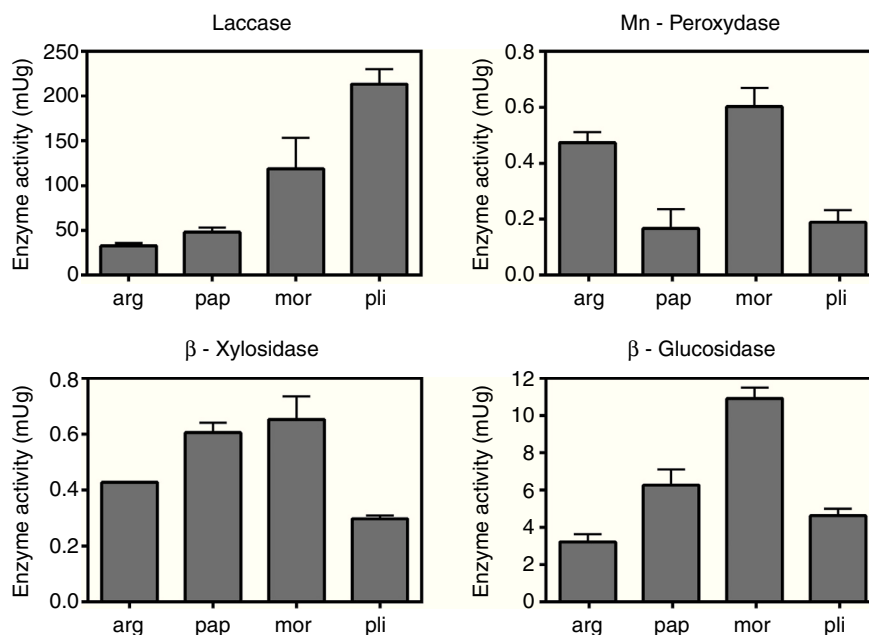 Laccase
Enzyme activity (mUg)
250
200
150
100
50
0
arg pap mor pli
Mn - Peroxydase
Enzyme activity (mUg)
0.8
0.6
0.4
0.2
0.0
arg pap mor pli
β - Xylosidase
Enzyme activity (mUg)
0.8
0.6
0.4
0.2
0.0
arg pap mor pli
β - Glucosidase
Enzyme activity (mUg)
12
10
8
6
4
2
0
arg pap mor pli